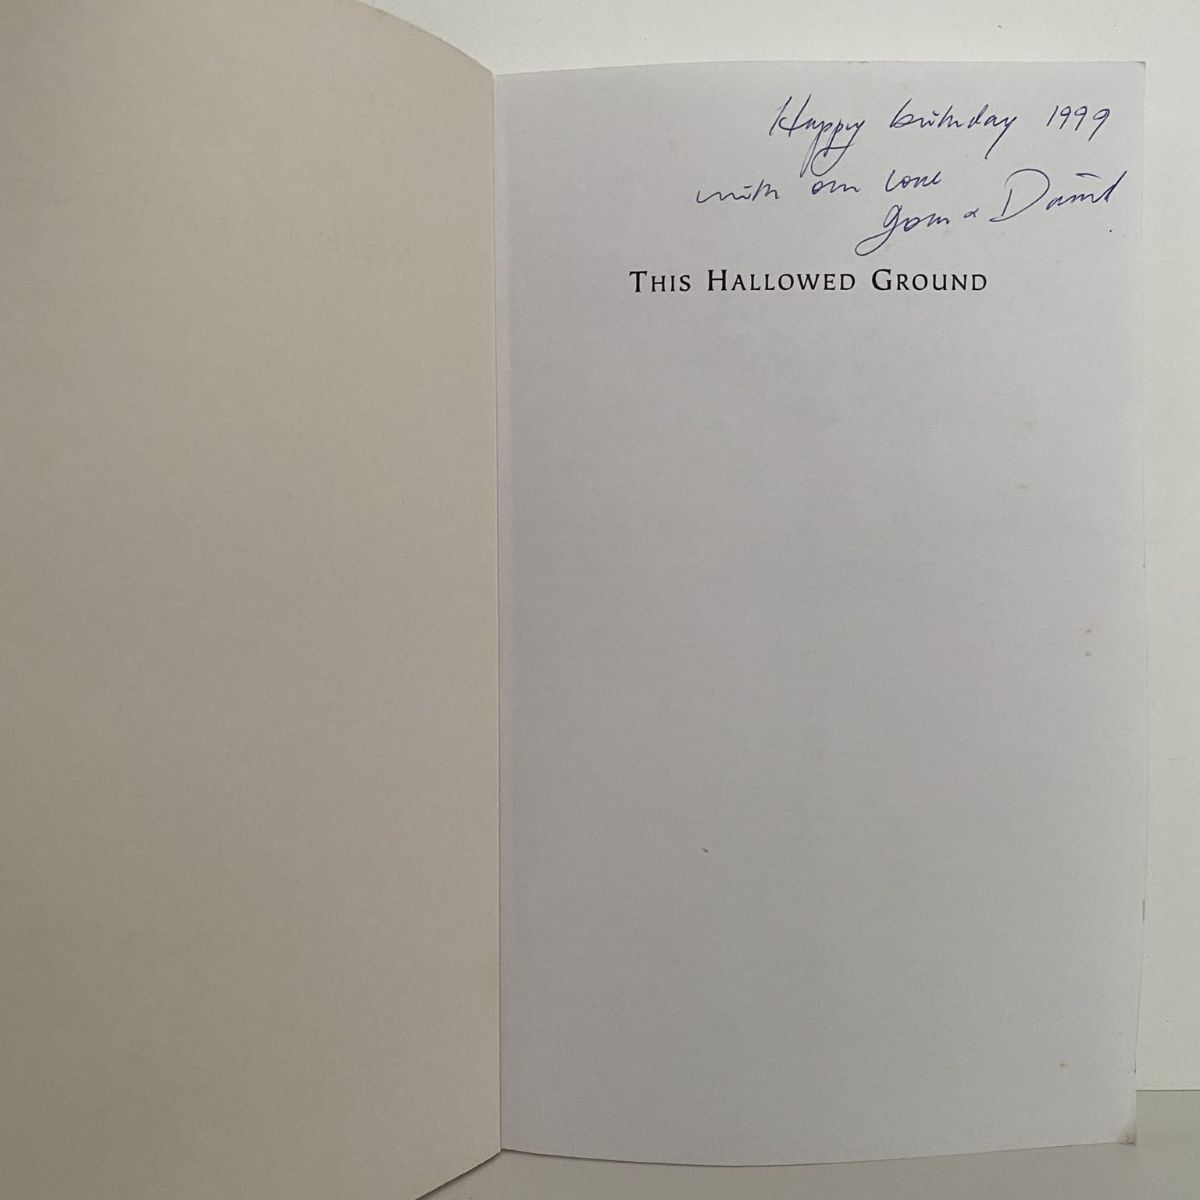 Happy birthday 1999
with our love
& David
THIS HALLOWED GROUND